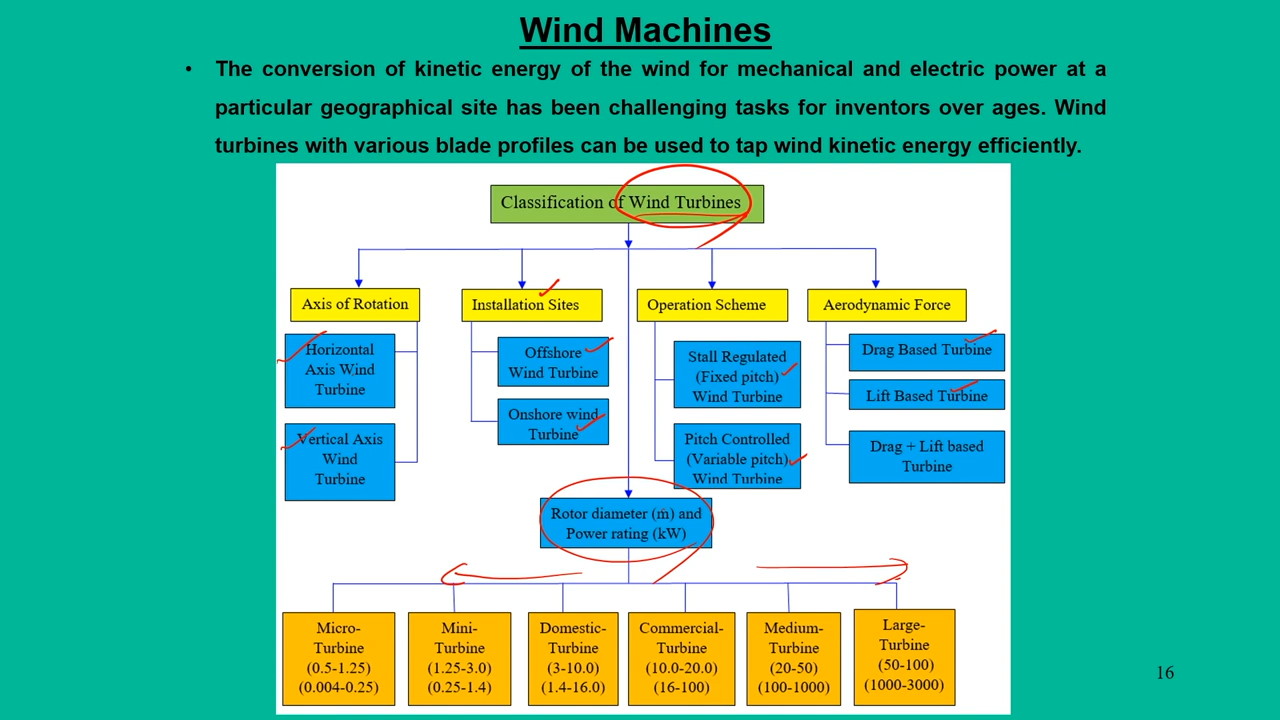 Wind Machines
• The conversion of kinetic energy of the wind for mechanical and electric power at a
particular geographical site has been challenging tasks for inventors over ages. Wind
turbines with various blade profiles can be used to tap wind kinetic energy efficiently.
Classification of Wind Turbines
Axis of Rotation
Horizontal
Axis Wind
Turbine
Vertical Axis
Wind
Turbine
Installation Sites
Offshore
Wind Turbine
Onshore wind
Turbine
Operation Scheme
Stall Regulated
(Fixed pitch)
Wind Turbine
Pitch Controlled
(Variable pitch)
Wind Turbine
Aerodynamic Force
Drag Based Turbine
Lift Based Turbine
Drag + Lift based
Turbine
Rotor diameter (ṁ) and
Power rating (kW)
Micro-
Turbine
(0.5-1.25)
(0.004-0.25)
Mini-
Turbine
(1.25-3.0)
(0.25-1.4)
Domestic-
Turbine
(3-10.0)
(1.4-16.0)
Commercial-
Turbine
(10.0-20.0)
(16-100)
Medium-
Turbine
(20-50)
(100-1000)
Large-
Turbine
(50-100)
(1000-3000)
16